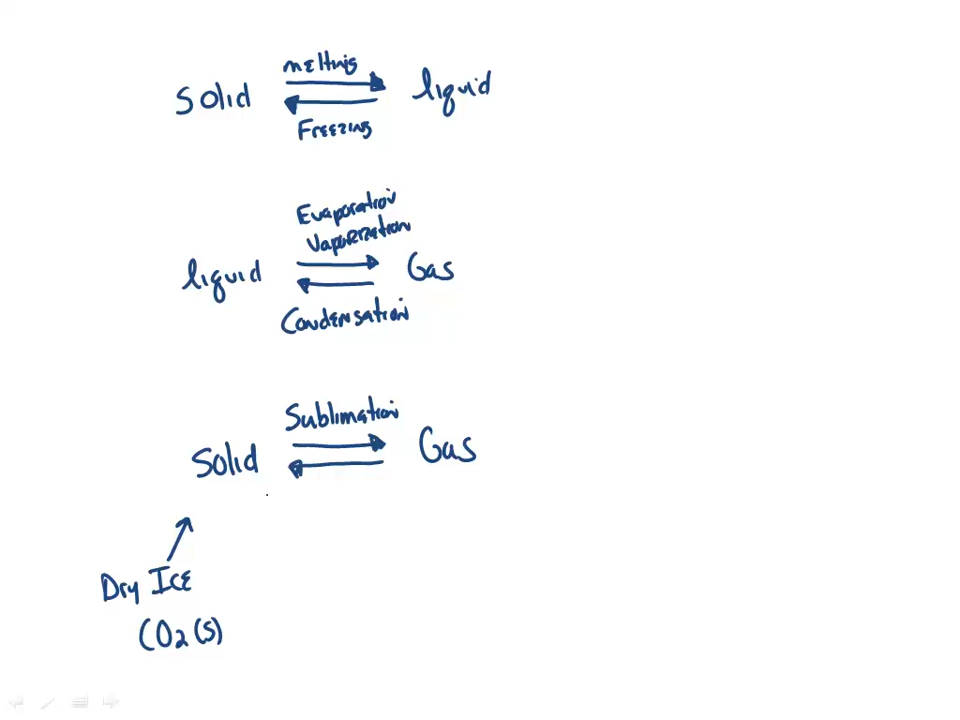 melting
Solid liquid
Freezing
Evaporation
Vaporization
liquid Gas
Condensation
Sublimation
Solid Gas
Dry Ice
CO2 (s)